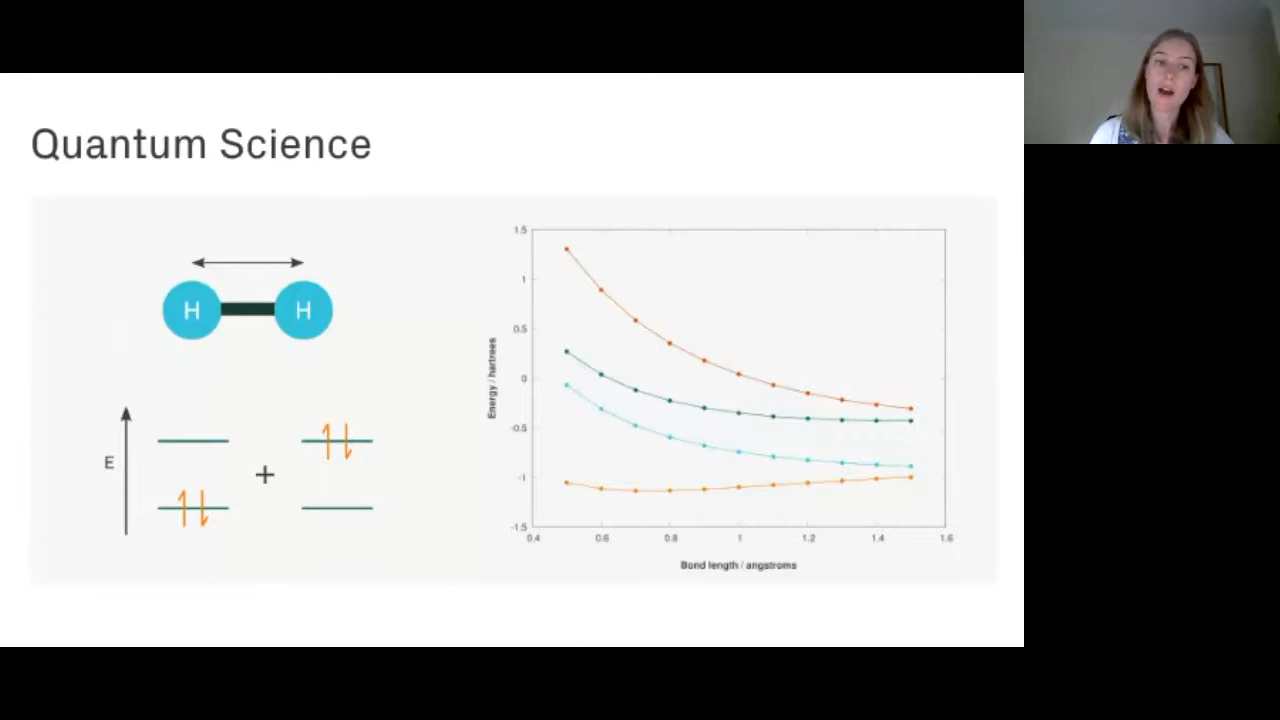 Quantum Science
H H
E
+
1.5
1
0.5
0
-0.5
-1
-1.5
0.4 0.6 0.8 1 1.2 1.4 1.6
Energy / hartrees
Bond length / angstroms